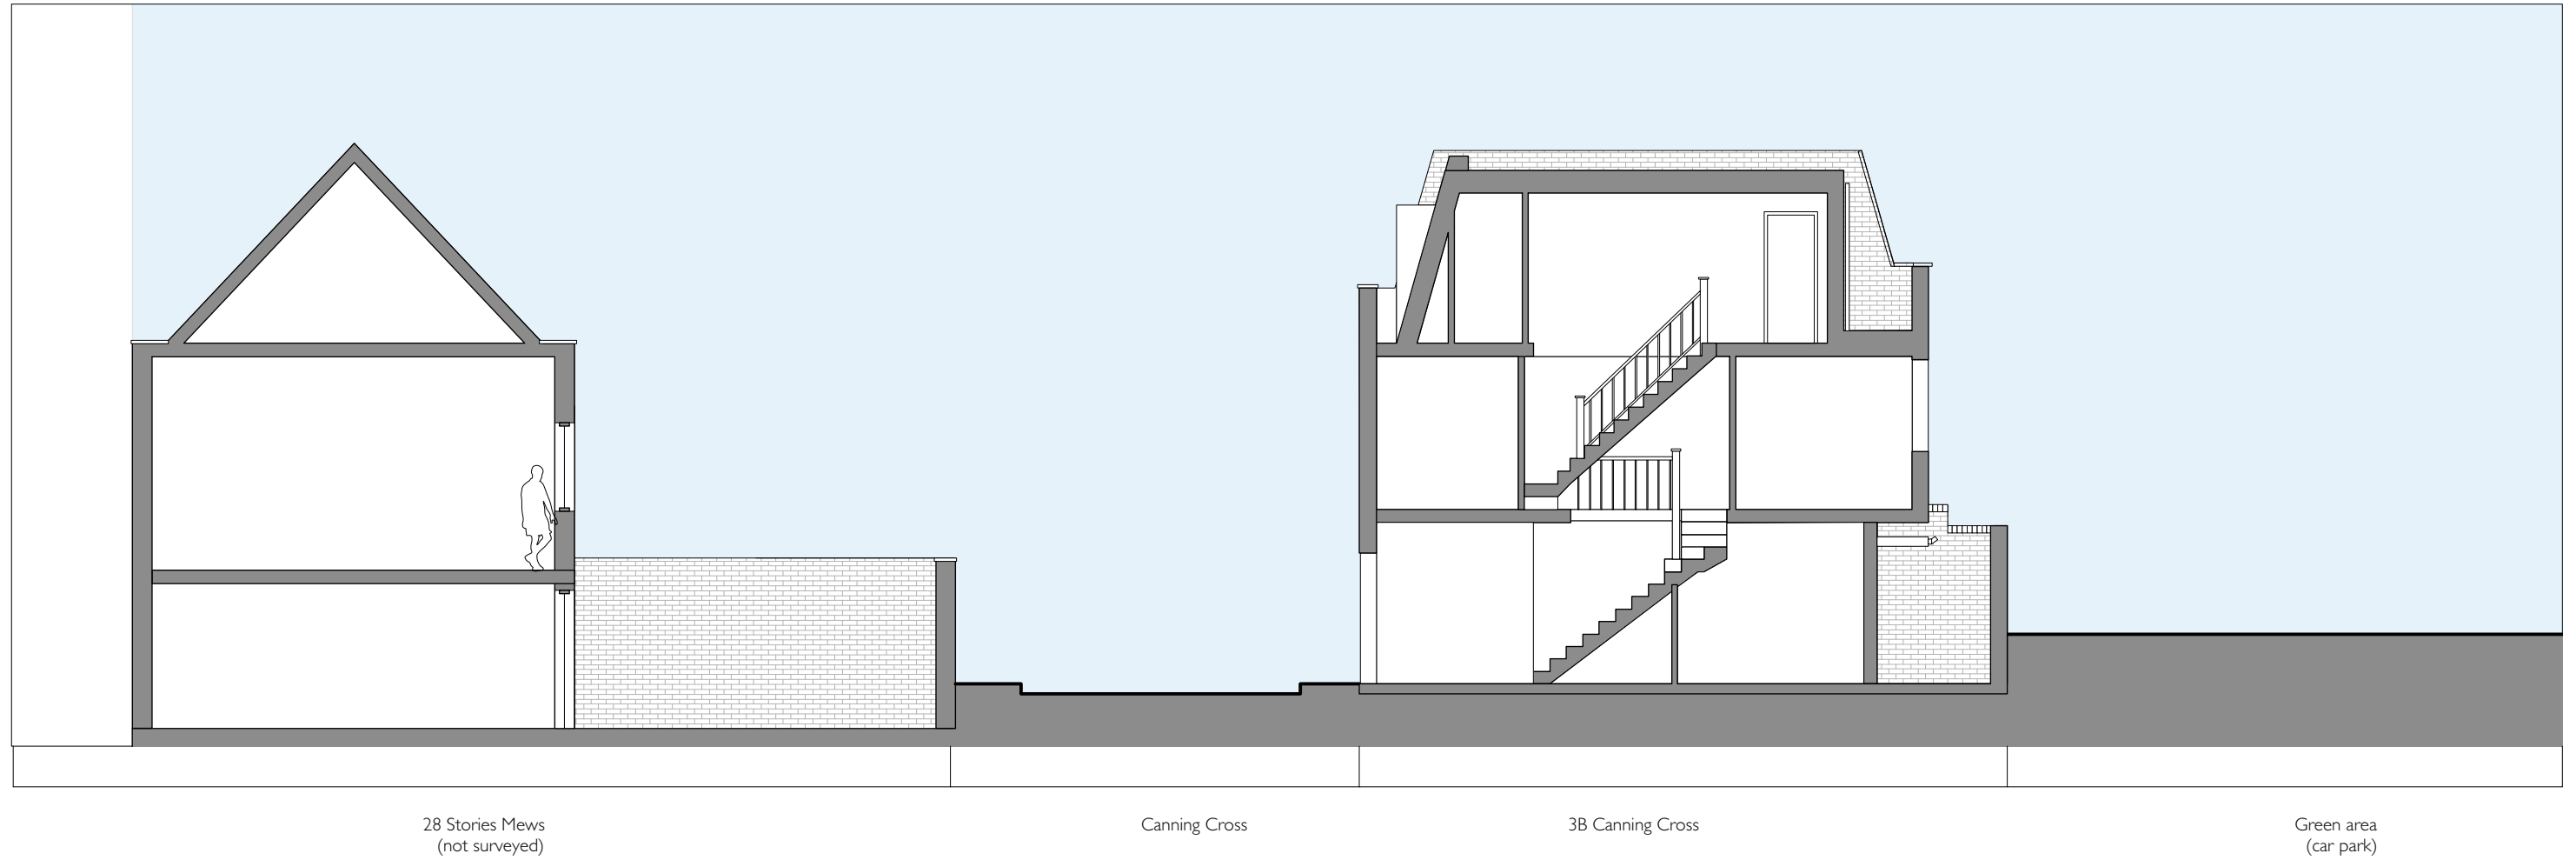 28 Stories Mews
(not surveyed)
Canning Cross
3B Canning Cross
Green area
(car park)